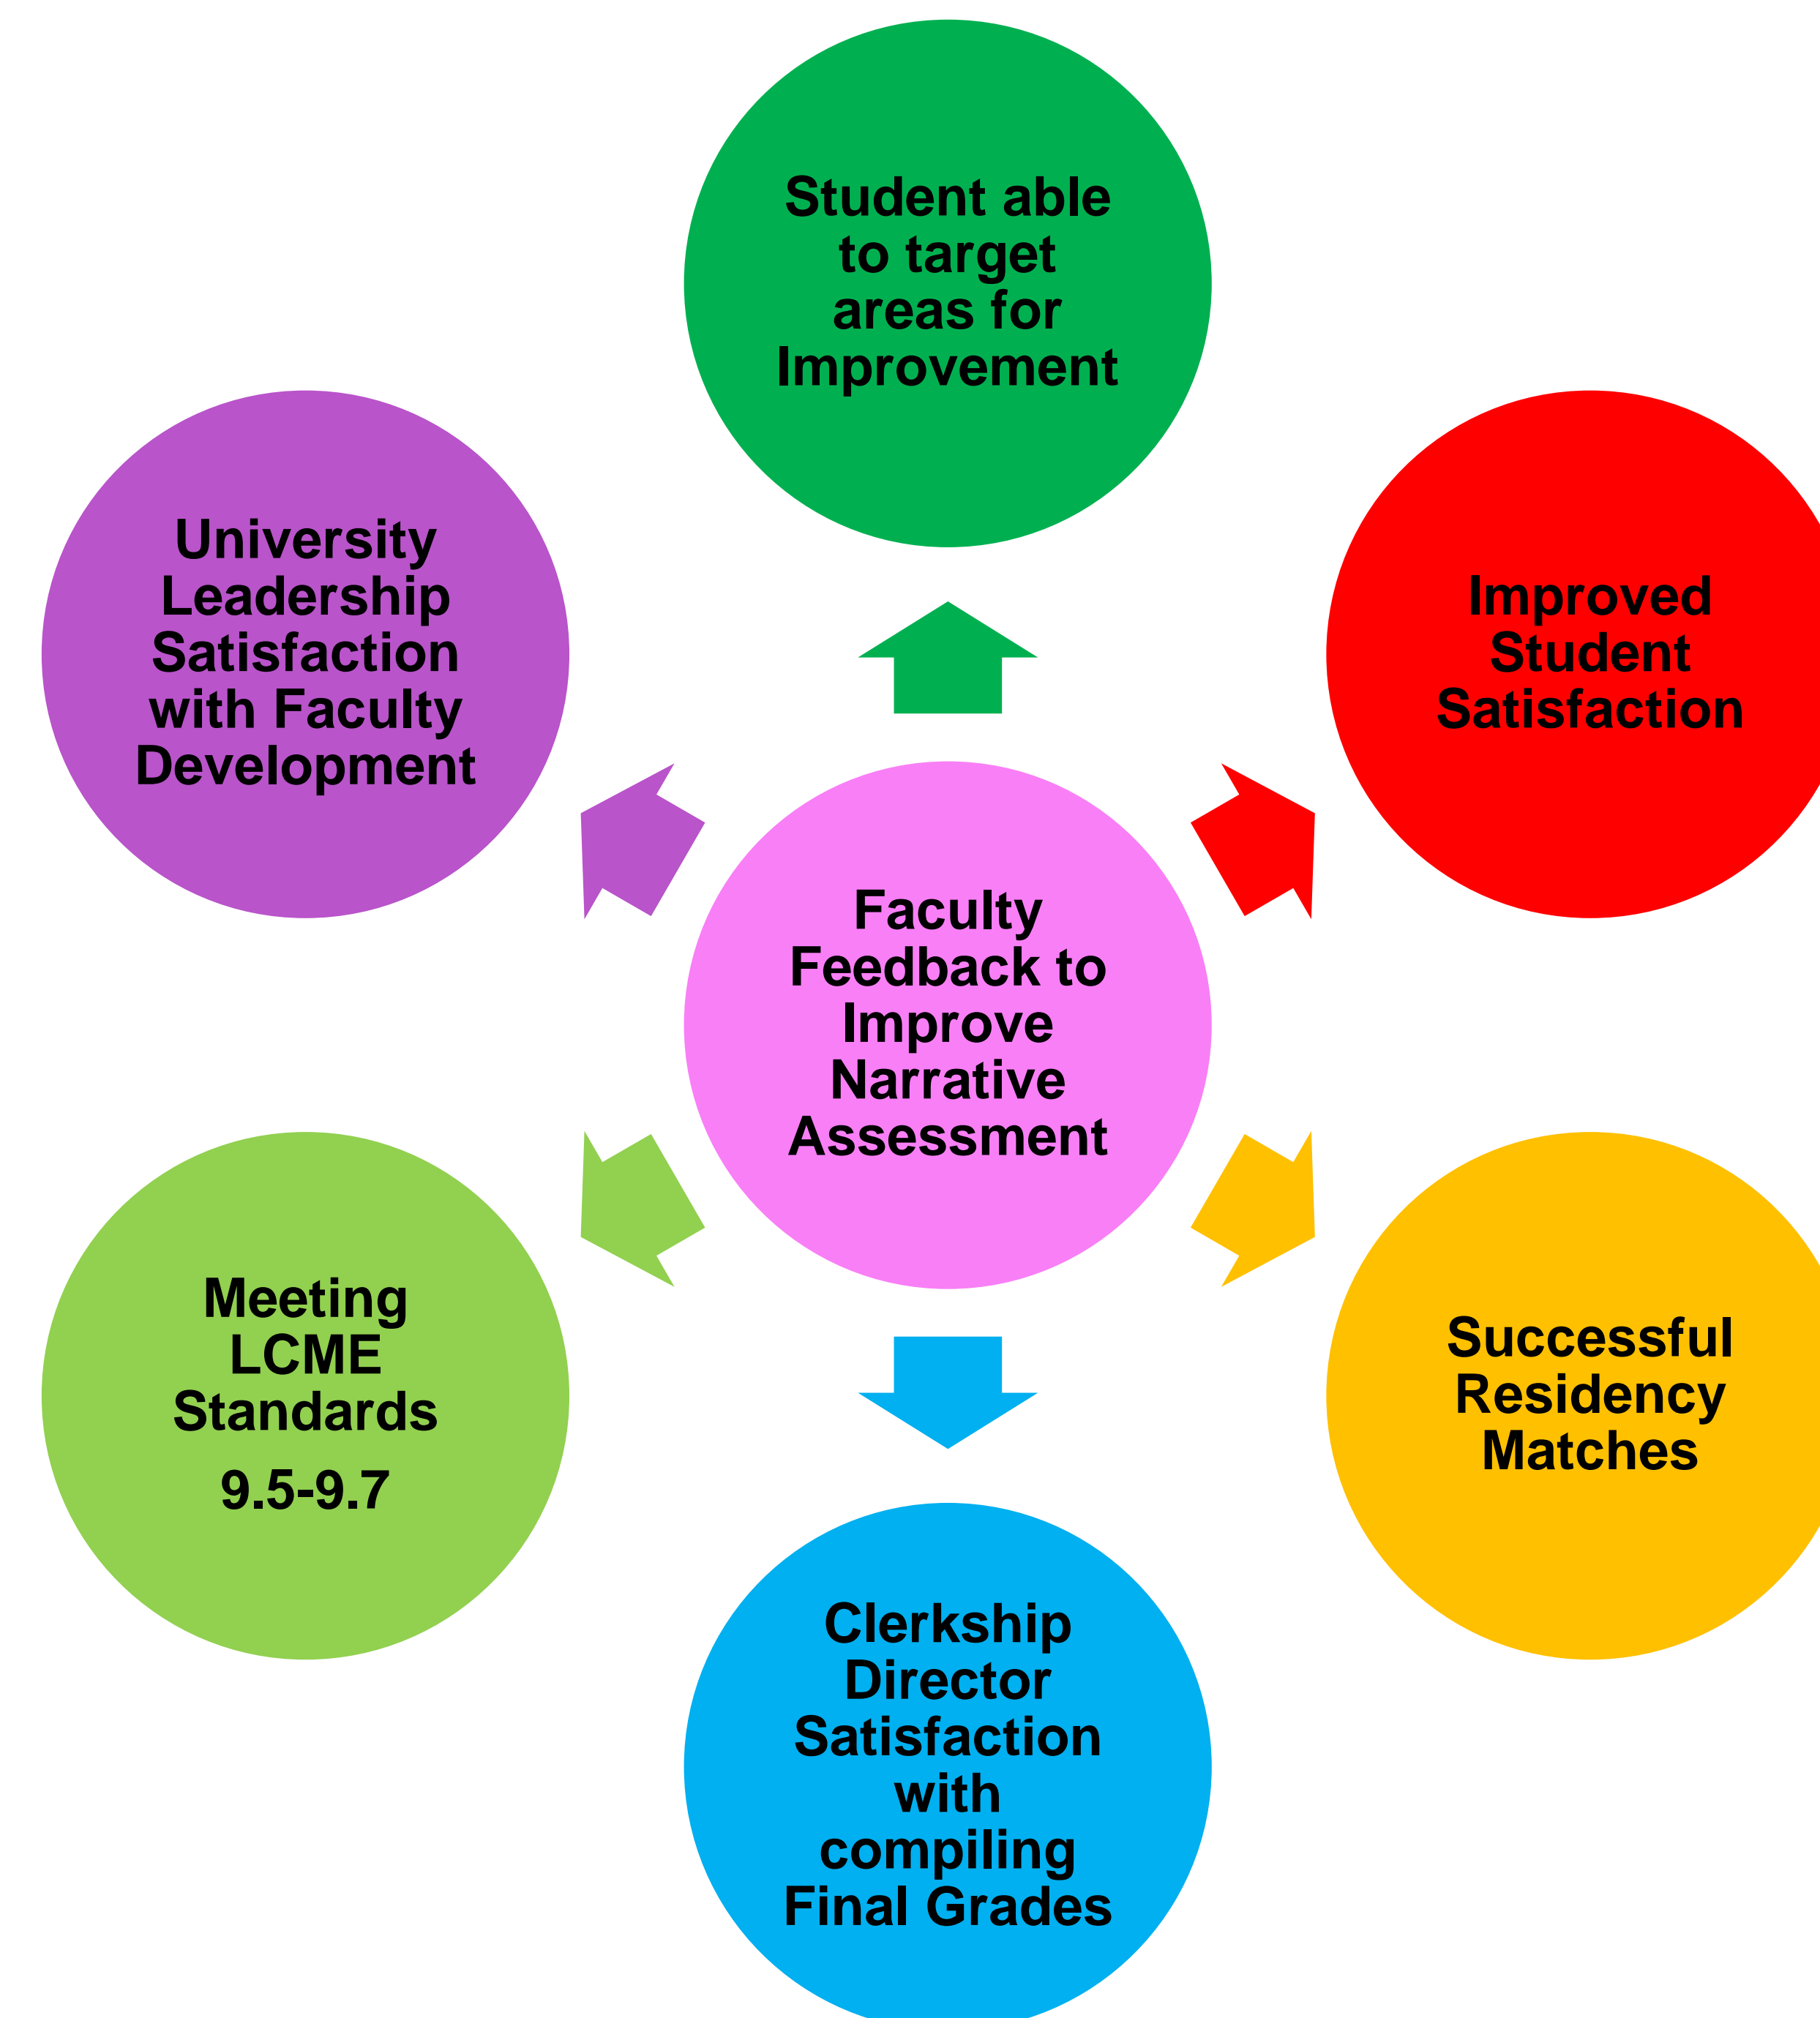 Student able
to target
areas for
Improvement
University
Leadership
Satisfaction
with Faculty
Development
Improved
Student
Satisfaction
Faculty
Feedback to
Improve
Narrative
Assessment
Meeting
LCME
Standards
9.5-9.7
Successful
Residency
Matches
Clerkship
Director
Satisfaction
with
compiling
Final Grades